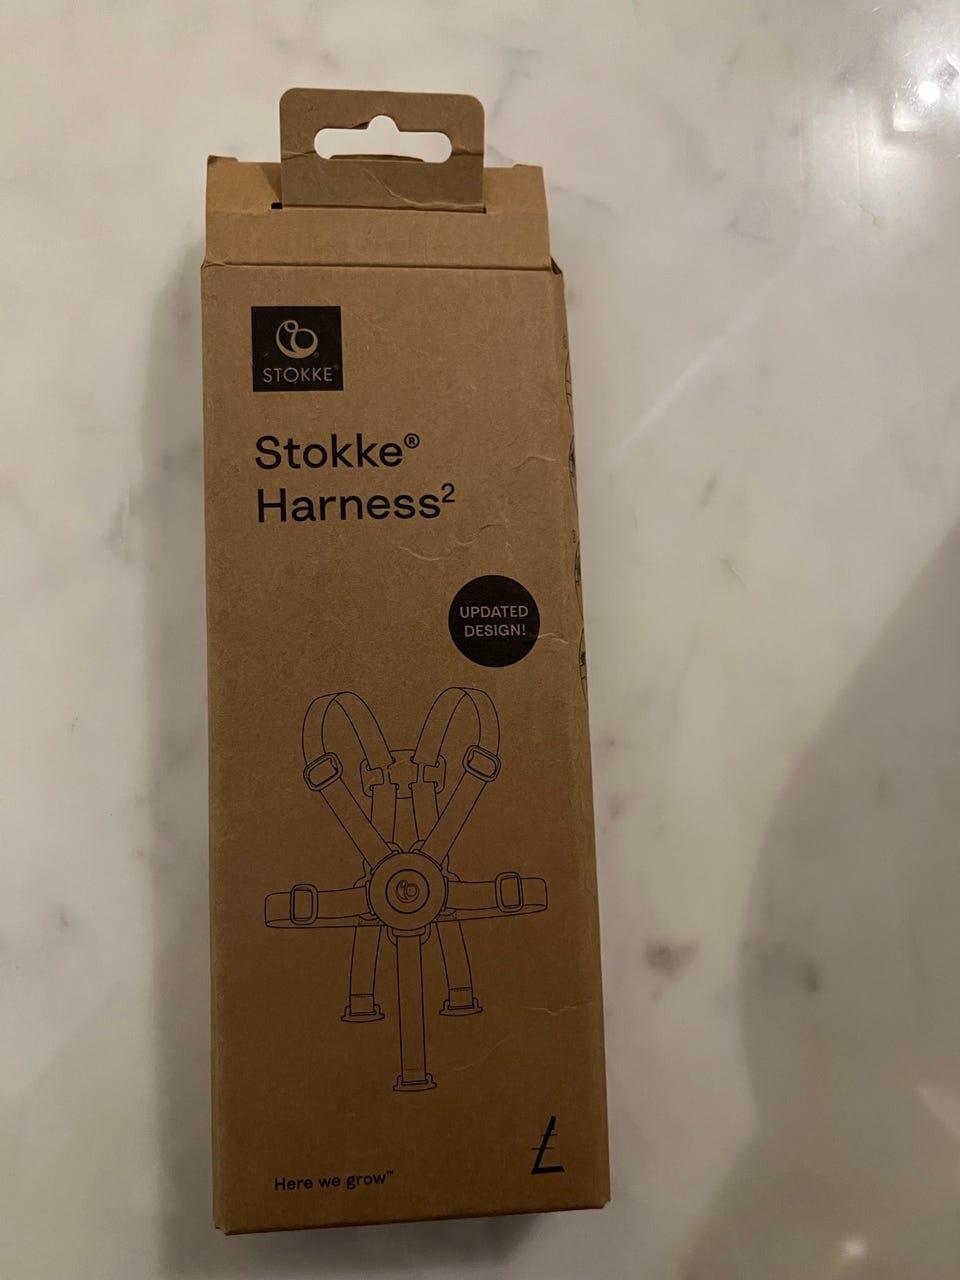 STOKKE®
Stokke®
Harness²
UPDATED
DESIGN!
Here we grow™